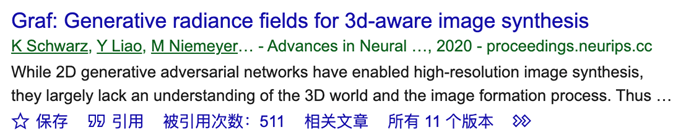 Graf: Generative radiance fields for 3d-aware image synthesis
K Schwarz, Y Liao, M Niemeyer… - Advances in Neural …, 2020 - proceedings.neurips.cc
While 2D generative adversarial networks have enabled high-resolution image synthesis,
they largely lack an understanding of the 3D world and the image formation process. Thus …
保存 引用 被引用次数：511 相关文章 所有 11 个版本